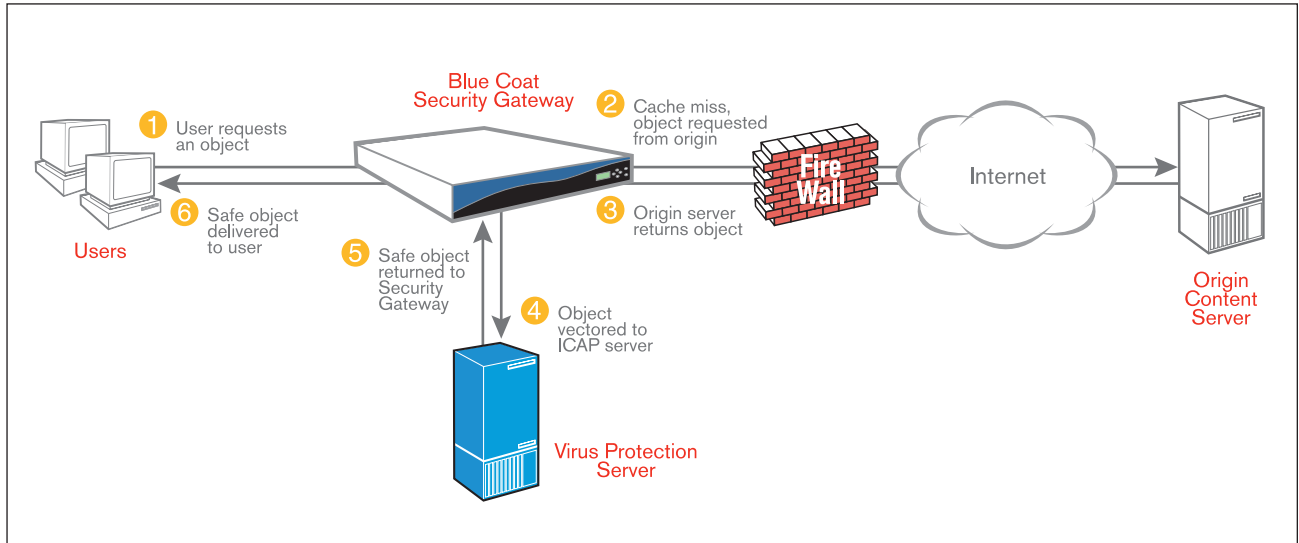 Blue Coat
Security Gateway
1 User requests
an object
2 Cache miss,
object requested
from origin
Fire
Wall
Internet
3 Origin server
returns object
6 Safe object
delivered
to user
Users
5 Safe object
returned to
Security
Gateway
4 Object
vectored to
ICAP server
Origin
Content
Server
Virus Protection
Server